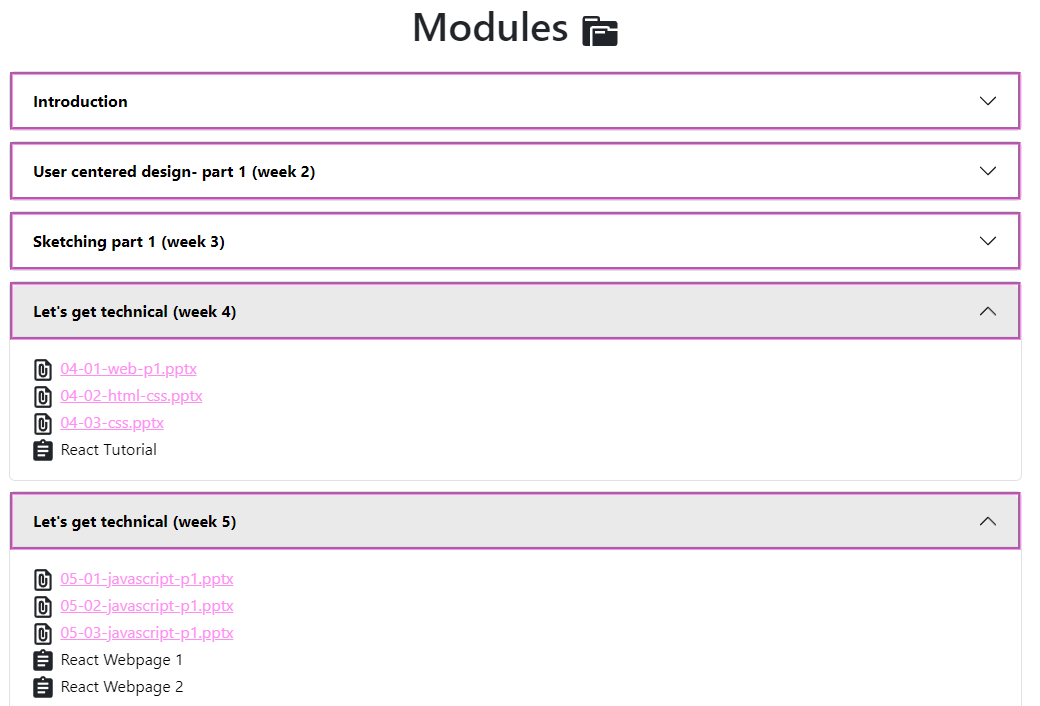 Modules
Introduction
User centered design- part 1 (week 2)
Sketching part 1 (week 3)
Let's get technical (week 4)
04-01-web-p1.pptx
04-02-html-css.pptx
04-03-css.pptx
React Tutorial
Let's get technical (week 5)
05-01-javascript-p1.pptx
05-02-javascript-p1.pptx
05-03-javascript-p1.pptx
React Webpage 1
React Webpage 2